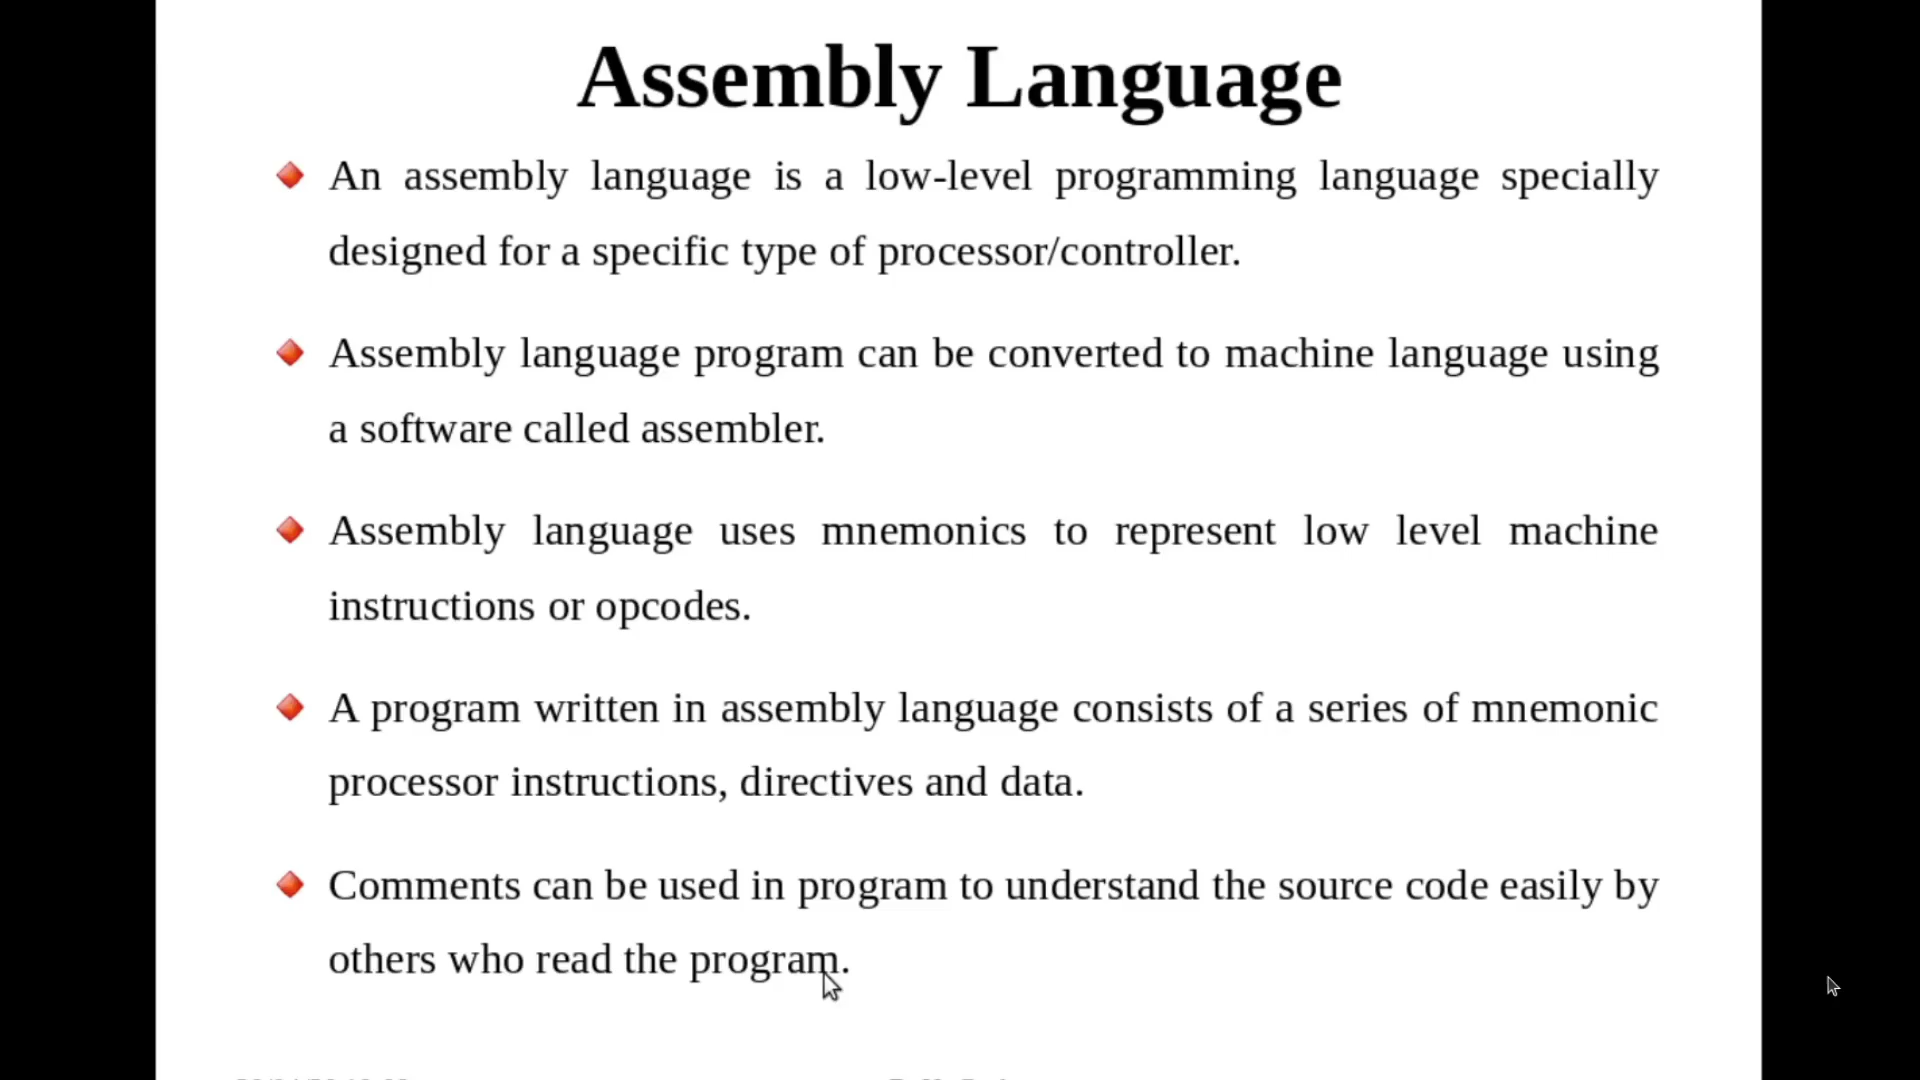 Assembly Language
An assembly language is a low-level programming language specially
designed for a specific type of processor/controller.
Assembly language program can be converted to machine language using
a software called assembler.
Assembly language uses mnemonics to represent low level machine
instructions or opcodes.
A program written in assembly language consists of a series of mnemonic
processor instructions, directives and data.
Comments can be used in program to understand the source code easily by
others who read the program.